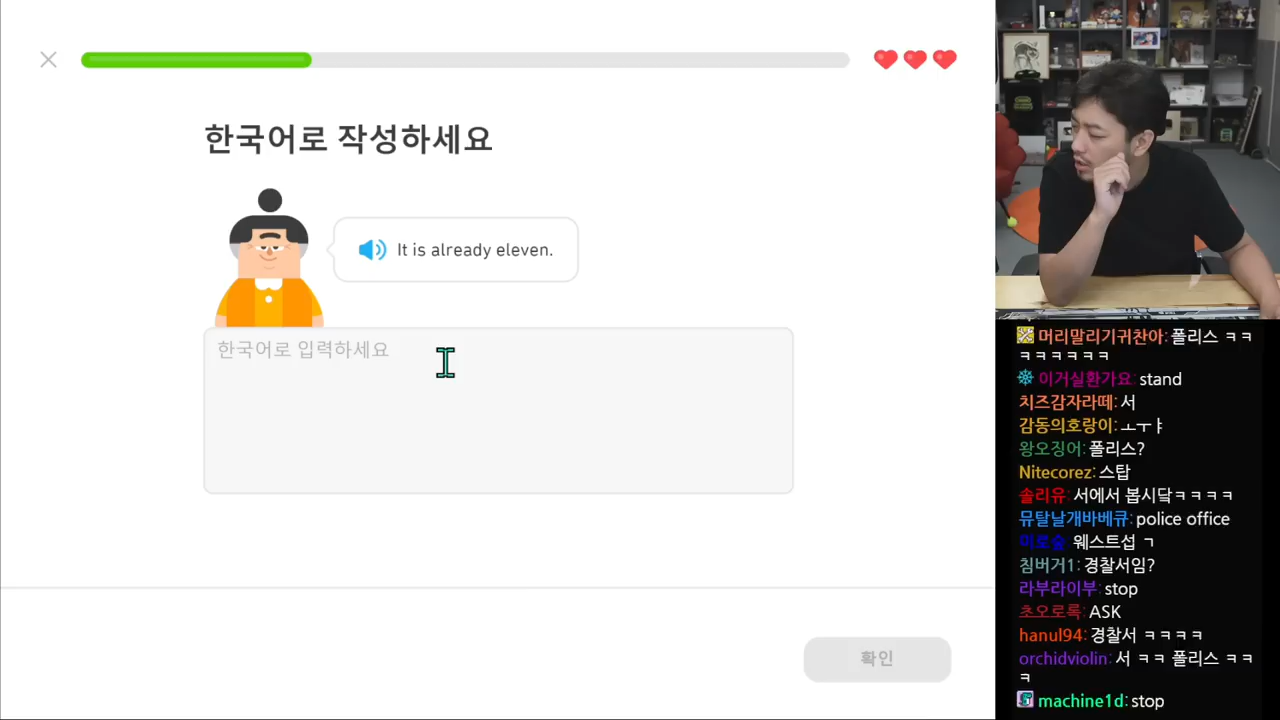 한국어로 작성하세요
It is already eleven.
한국어로 입력하세요
확인
머리말리기귀찮아: 폴리스 ㅋㅋ
ㅋㅋㅋㅋㅋㅋ
이거실환가요: stand
치즈감자라떼: 서
감동의호랑이: ㅗㅜㅑ
왕오징어: 폴리스?
Nitecorez: 스탑
솔리유: 서에서 봅시닼ㅋㅋㅋㅋ
뮤탈날개바베큐: police office
미로숲: 웨스트섭 ㄱ
침버거1: 경찰서임?
라부라이부: stop
초오로록: ASK
hanul94: 경찰서 ㅋㅋㅋㅋ
orchidviolin: 서 ㅋㅋ 폴리스 ㅋㅋ
ㅋ
machine1d: stop